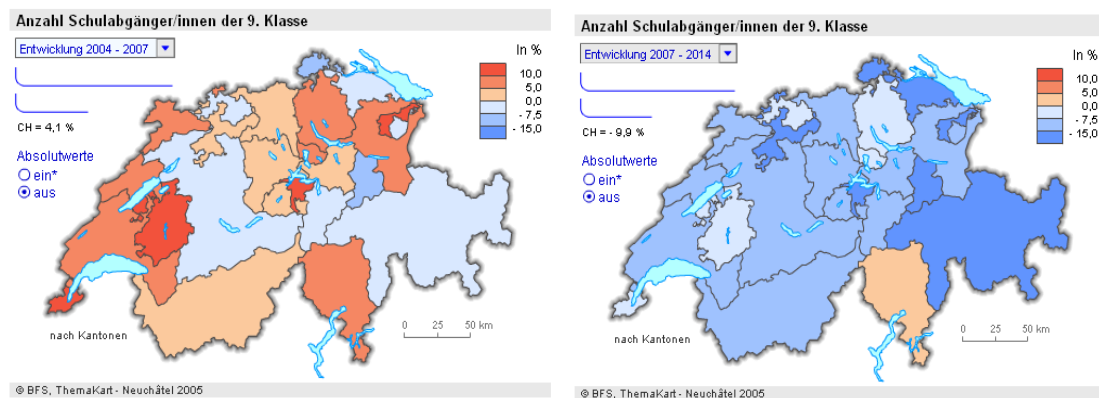 Anzahl Schulabgänger/innen der 9. Klasse
Entwicklung 2004 - 2007
In %
10,0
5,0
0,0
- 7,5
- 15,0
CH = 4,1 %
Absolutwerte
ein*
aus
nach Kantonen
0 25 50 km
© BFS, ThemaKart - Neuchâtel 2005
Anzahl Schulabgänger/innen der 9. Klasse
Entwicklung 2007 - 2014
In %
10,0
5,0
0,0
- 7,5
- 15,0
CH = - 9,9 %
Absolutwerte
ein*
aus
nach Kantonen
0 25 50 km
© BFS, ThemaKart - Neuchâtel 2005